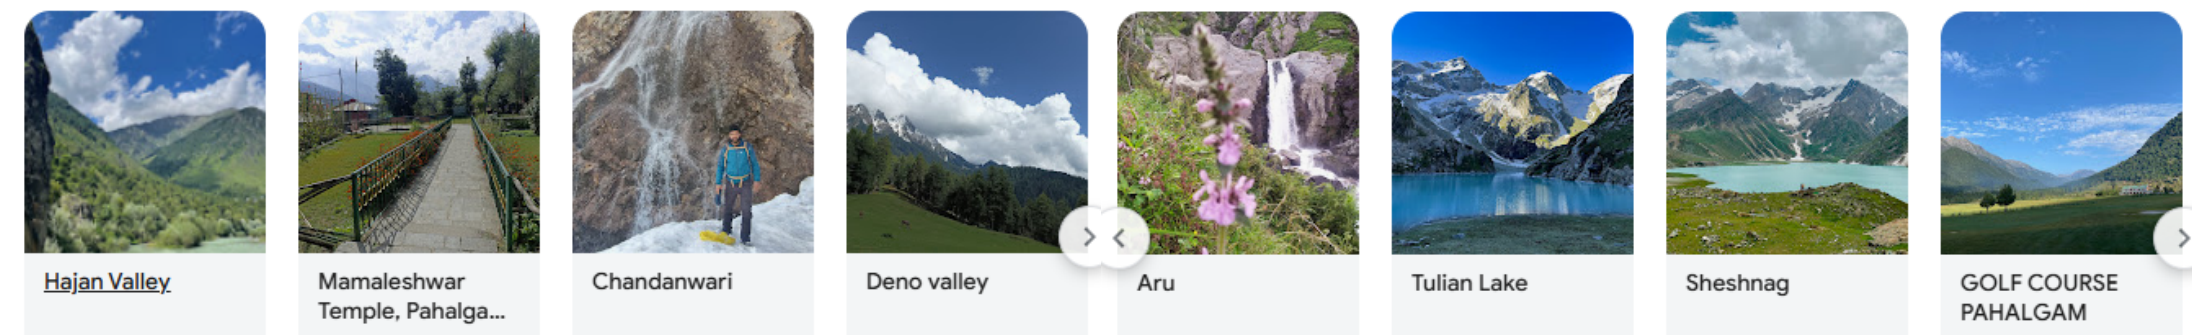 Hajan Valley
Mamaleshwar
Temple, Pahalga...
Chandanwari
Deno valley
Aru
Tulian Lake
Sheshnag
GOLF COURSE
PAHALGAM